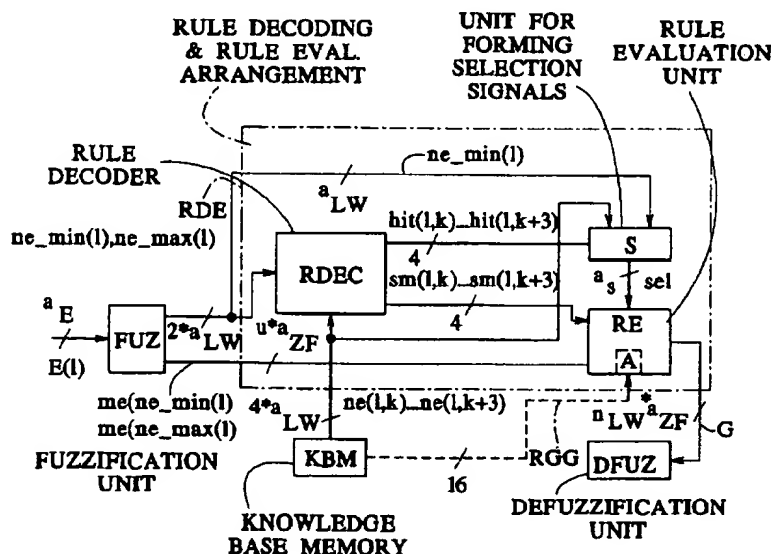 RULE DECODING
& RULE EVAL.
ARRANGEMENT
UNIT FOR
FORMING
SELECTION
SIGNALS
RULE
EVALUATION
UNIT
RULE
DECODER
RDE
ne_min(l)
a LW
ne_min(l),ne_max(l)
hit(l,k)...hit(l,k+3)
4
S
RDEC
a s
sel
sm(l,k)...sm(l,k+3)
4
RE
A
a E
E(l)
FUZ
2*a LW
u*a ZF
me(ne_min(l)
me(ne_max(l)
4*a LW
ne(l,k)...ne(l,k+3)
n LW *a ZF
G
FUZZIFICATION
UNIT
KBM
16
RGG
DFUZ
KNOWLEDGE
BASE MEMORY
DEFUZZIFICATION
UNIT